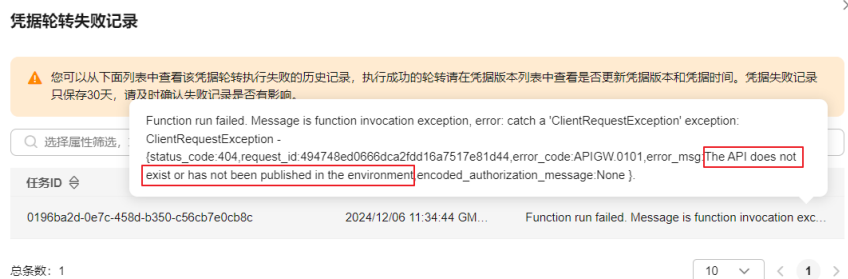 凭据轮转失败记录
您可以从下面列表中查看该凭据轮转执行失败的历史记录，执行成功的轮转请在凭据版本列表中查看是否更新凭据版本和凭据时间。凭据失败记录
只保存30天，请及时确认失败记录是否有影响。
Function run failed. Message is function invocation exception, error: catch a 'ClientRequestException' exception:
ClientRequestException -
{status_code:404,request_id:494748ed0666dca2fdd16a7517e81d44,error_code:APIGW.0101,error_msg:The API does not
exist or has not been published in the environment,encoded_authorization_message:None }.
选择属性筛选，
任务ID
0196ba2d-0e7c-458d-b350-c56cb7e0cb8c 2024/12/06 11:34:44 GM... Function run failed. Message is function invocation exc...
总条数：1 10 1